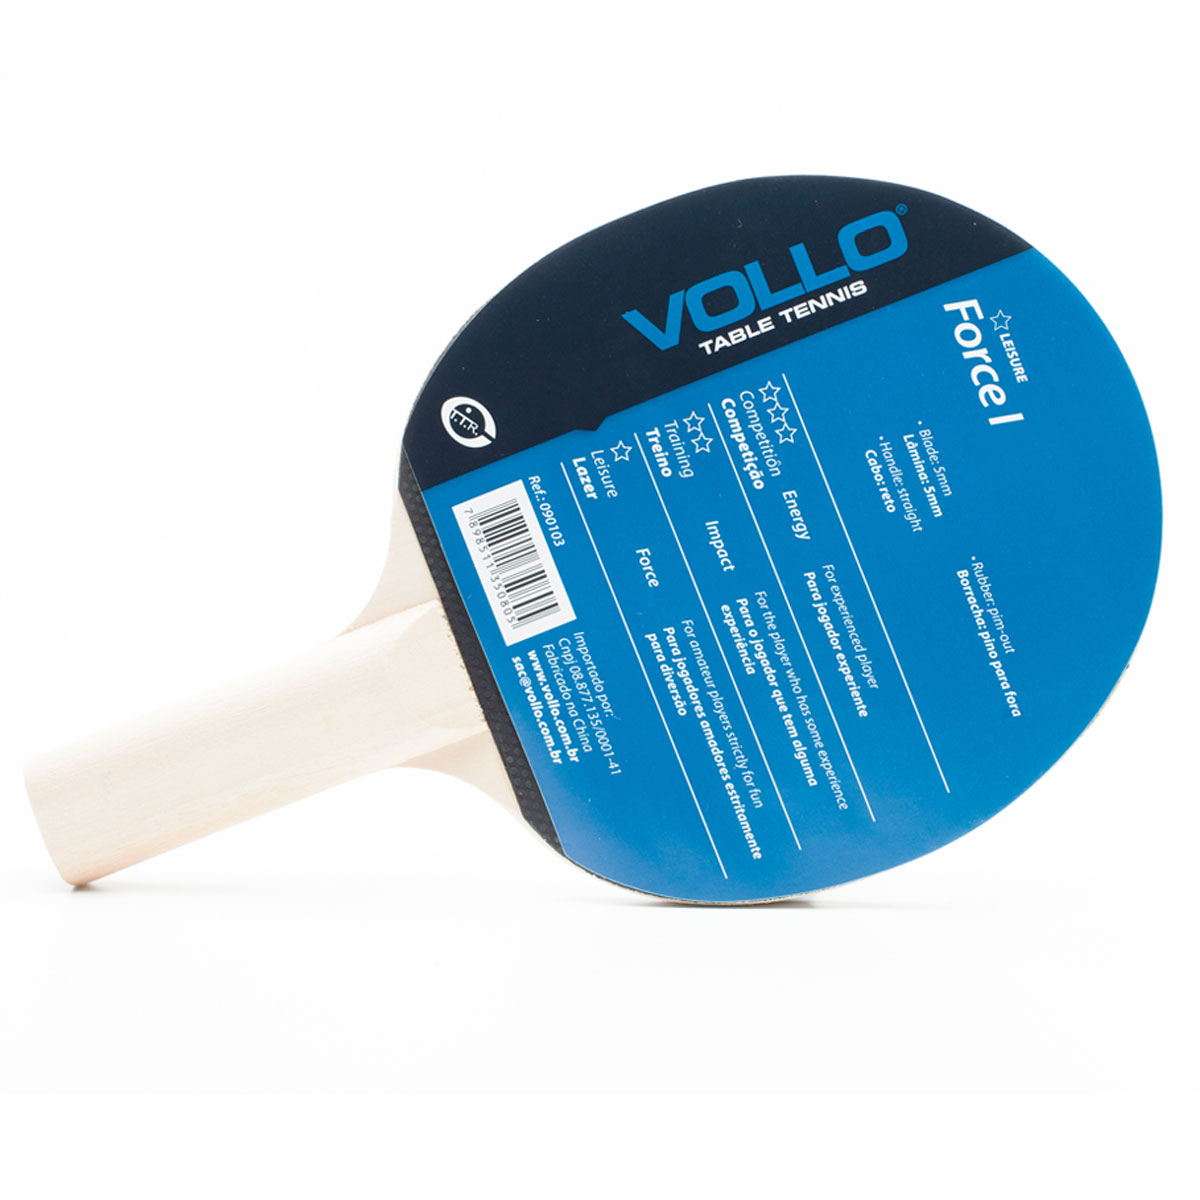 VOLLO®
TABLE TENNIS
I.T.R.
LEISURE
Force I
• Blade: 5mm
Lâmina: 5mm
• Handle: straight
Cabo: reto
• Rubber: pim-out
Borracha: pino para fora
Competitión
Competição
Energy
For experienced player
Para jogador experiente
Training
Treino
Impact
For the player who has some experience
Para o jogador que tem alguma
experiência
Leisure
Lazer
Force
For amateur players strictly for fun
Para jogadores amadores estritamente
para diversão
Ref.: 090103
7 898511 350805
Importado por:
Cnpj 08.877.135/0001-41
Fabricado na China
www.vollo.com.br
sac@vollo.com.br